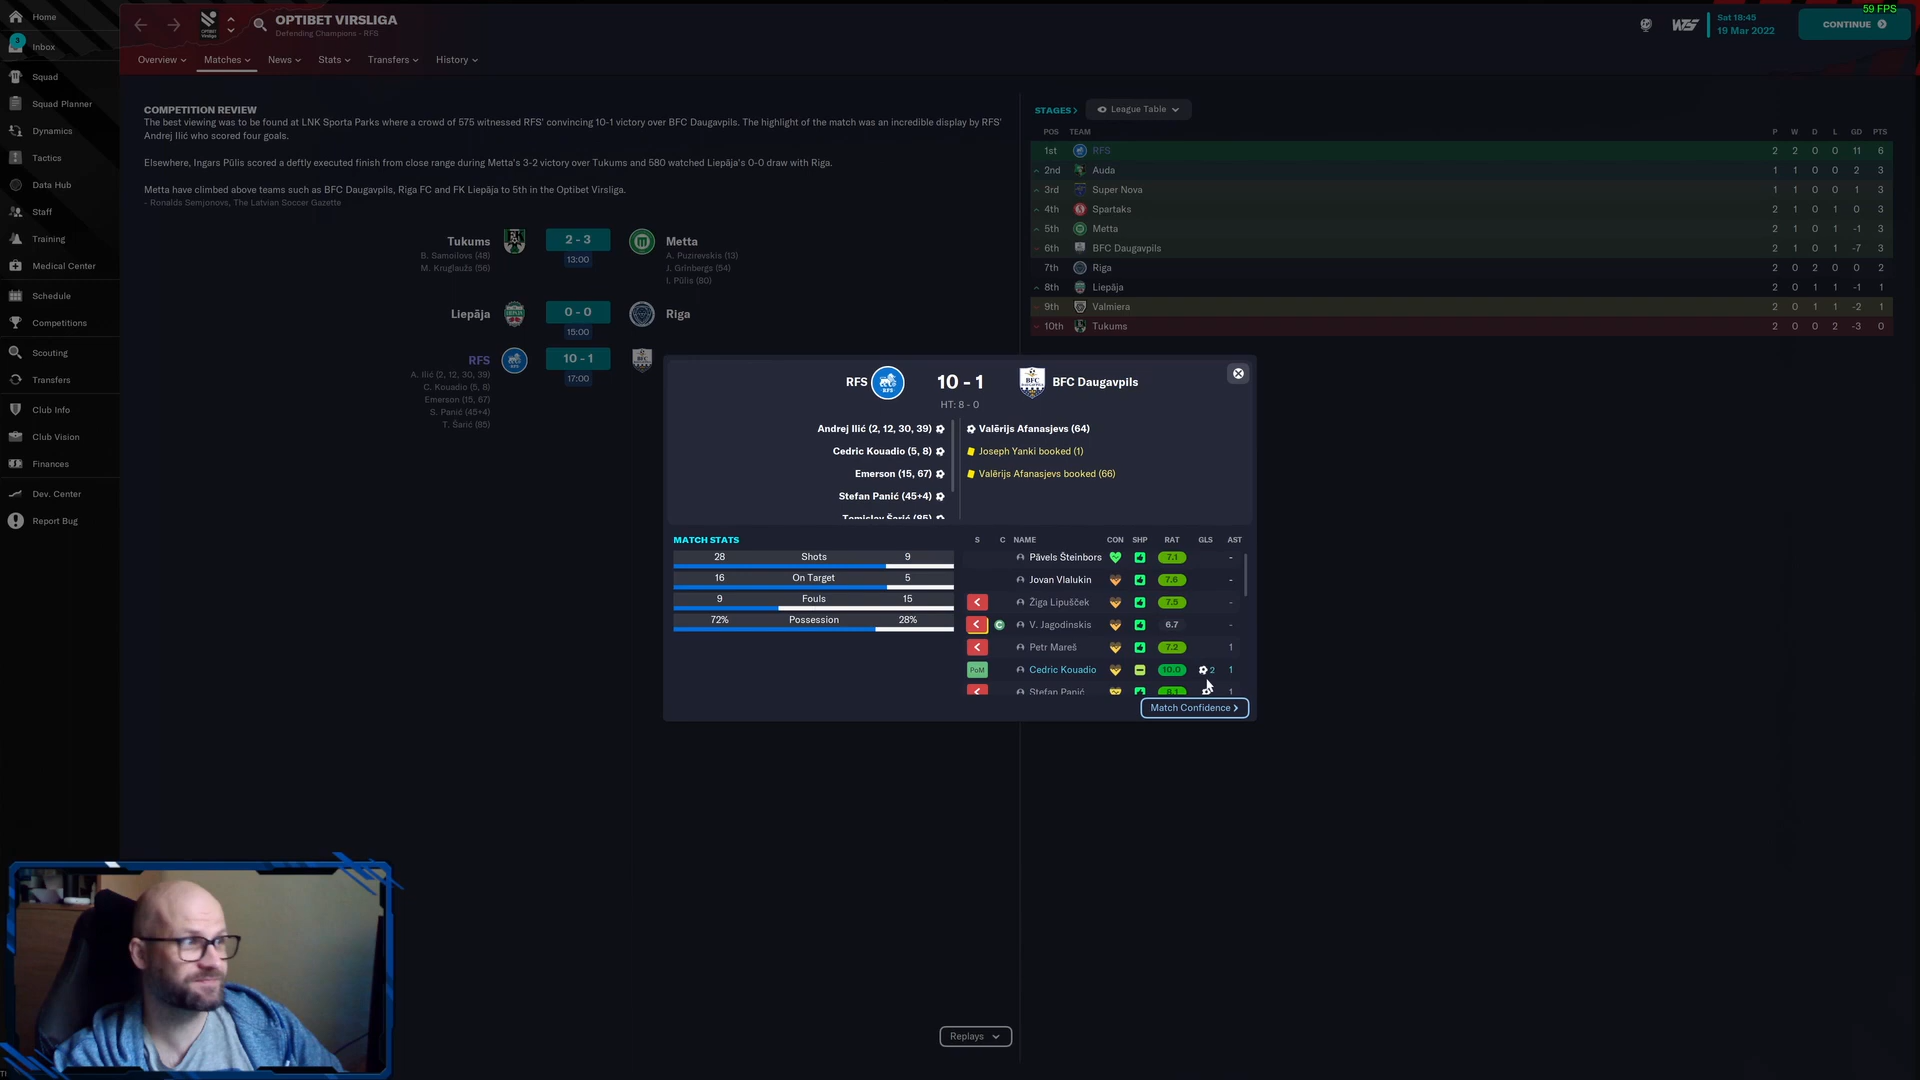 59 FPS
Home
3
Inbox
Squad
Squad Planner
Dynamics
Tactics
Data Hub
Staff
Training
Medical Center
Schedule
Competitions
Scouting
Transfers
Club Info
Club Vision
Finances
Dev. Center
Report Bug
OPTIBET VIRSLIGA
Defending Champions - RFS
Sat 18:45
19 Mar 2022
CONTINUE
Overview
Matches
News
Stats
Transfers
History
COMPETITION REVIEW
The best viewing was to be found at LNK Sporta Parks where a crowd of 575 witnessed RFS' convincing 10-1 victory over BFC Daugavpils. The highlight of the match was an incredible display by RFS'
Andrej Ilić who scored four goals.
Elsewhere, Ingars Pūlis scored a deftly executed finish from close range during Metta's 3-2 victory over Tukums and 580 watched Liepāja's 0-0 draw with Riga.
Metta have climbed above teams such as BFC Daugavpils, Riga FC and FK Liepāja to 5th in the Optibet Virsliga.
- Ronalds Semjonovs, The Latvian Soccer Gazette
Tukums 2 - 3 Metta
B. Samoilovs (48) 13:00 A. Puzirevskis (13)
M. Kruglaužs (56) J. Grinbergs (54)
I. Pūlis (80)
Liepāja 0 - 0 Riga
15:00
RFS 10 - 1
A. Ilić (2, 12, 30, 39) 17:00
C. Kouadio (5, 8)
Emerson (15, 67)
S. Panić (45+4)
T. Šarić (85)
STAGES> League Table
POS TEAM P W D L GD PTS
1st RFS 2 2 0 0 11 6
2nd Auda 1 1 0 0 2 3
3rd Super Nova 1 1 0 0 1 3
4th Spartaks 2 1 0 1 0 3
5th Metta 2 1 0 1 -1 3
6th BFC Daugavpils 2 1 0 1 -7 3
7th Riga 2 0 2 0 0 2
8th Liepāja 2 0 1 1 -1 1
9th Valmiera 2 0 1 1 -2 1
10th Tukums 2 0 0 2 -3 0
RFS 10 - 1 BFC Daugavpils
HT: 8 - 0
Andrej Ilić (2, 12, 30, 39) Valērijs Afanasjevs (64)
Cedric Kouadio (5, 8) Joseph Yanki booked (1)
Emerson (15, 67) Valērijs Afanasjevs booked (66)
Stefan Panić (45+4)
Tomislav Šarić (85)
MATCH STATS
28 Shots 9
16 On Target 5
9 Fouls 15
72% Possession 28%
S C NAME CON SHP RAT GLS AST
Pāvels Šteinbors 7.1 -
Jovan Vlalukin 7.6 -
Žiga Lipušček 7.5 -
C V. Jagodinskis 6.7 -
Petr Mareš 7.2 1
PoM Cedric Kouadio 10.0 2 1
Stefan Panić 8.1 1
Match Confidence >
Replays